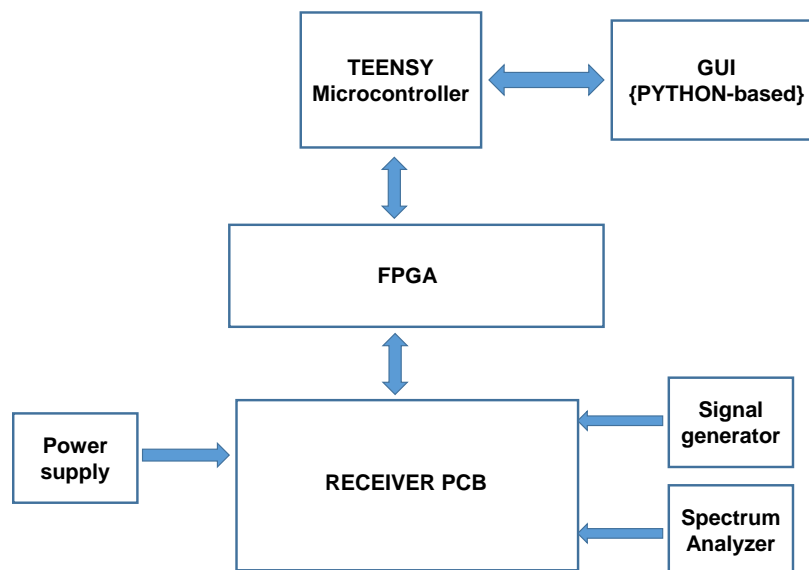 TEENSY
Microcontroller
GUI
{PYTHON-based}
FPGA
Power
supply
RECEIVER PCB
Signal
generator
Spectrum
Analyzer